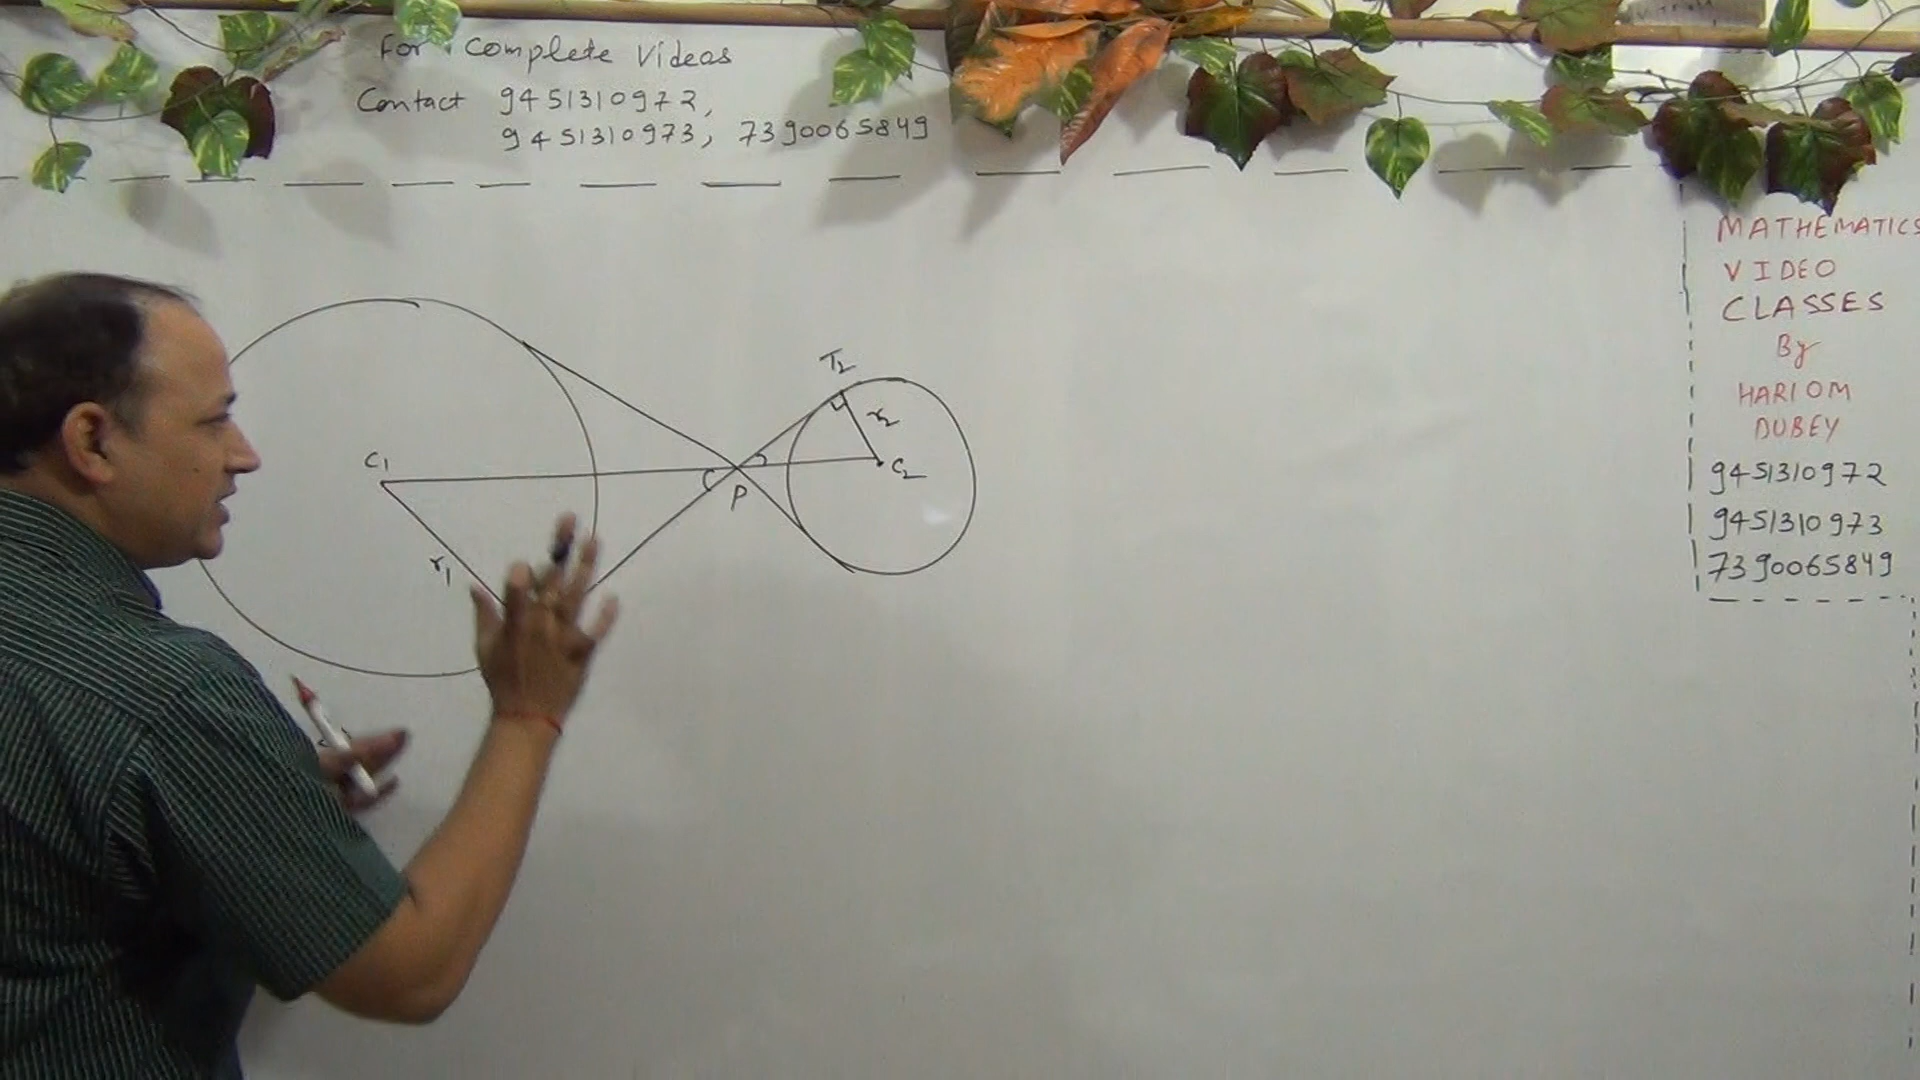 For Complete Videos
Contact 9451310972,
9451310973, 7390065849
MATHEMATICS
VIDEO
CLASSES
By
HARIOM
DUBEY
9451310972
9451310973
7390065849
T2
r2
C1
C2
P
r1